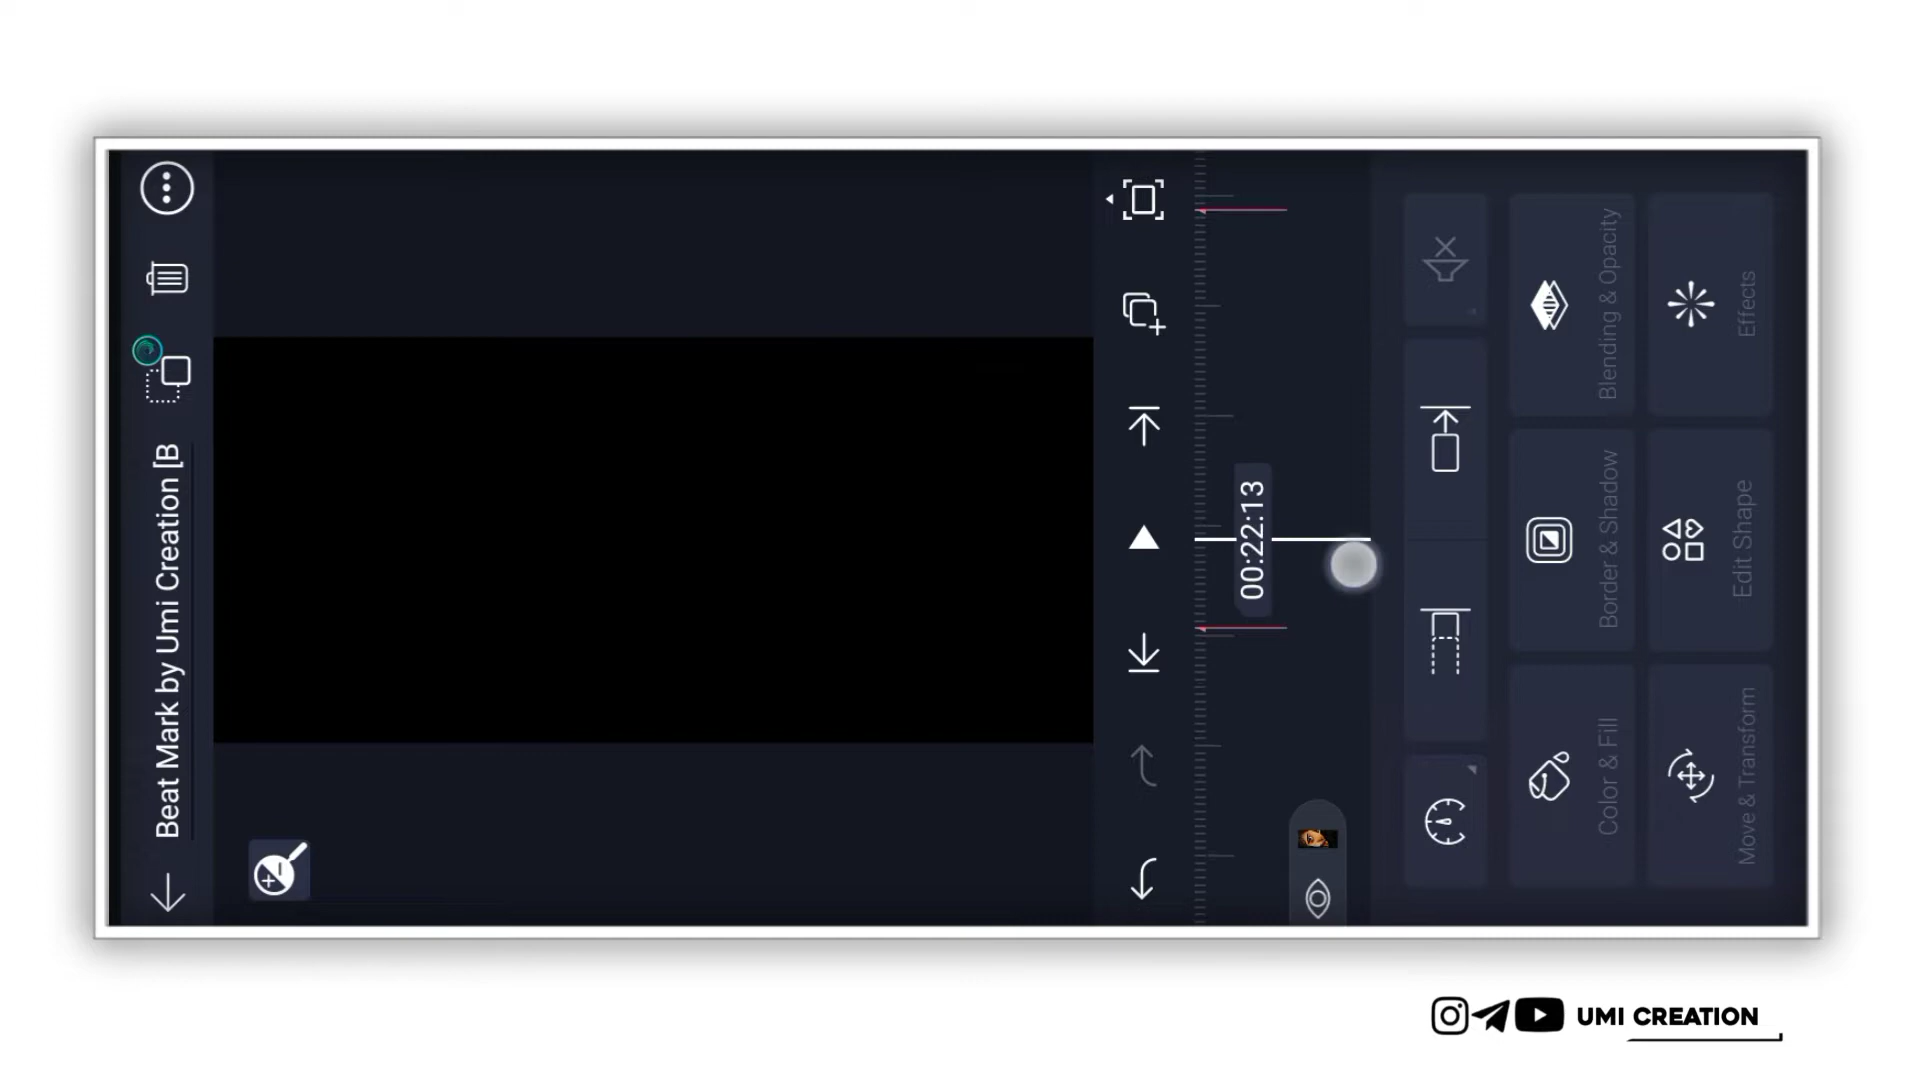 Beat Mark by Umi Creation [B
00:22:13
Blending & Opacity
Effects
Border & Shadow
Edit Shape
Color & Fill
Move & Transform
UMI CREATION